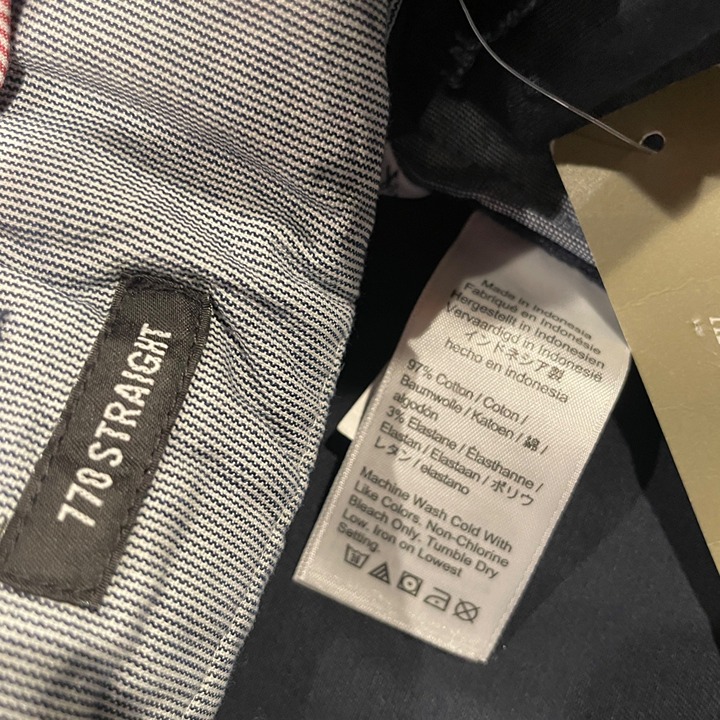 770 STRAIGHT
Made in Indonesia
Fabriqué en Indonésie
Hergestellt in Indonesien
Vervaardigd in Indonesië
インドネシア製
hecho en indonesia
97% Cotton / Coton /
Baumwolle / Katoen / 綿 /
algodón
3% Elastane / Élasthanne /
Elastan / Elastaan / ポリウ
レタン / elastano
Machine Wash Cold With
Like Colors. Non-Chlorine
Bleach Only. Tumble Dry
Low. Iron on Lowest
Setting.